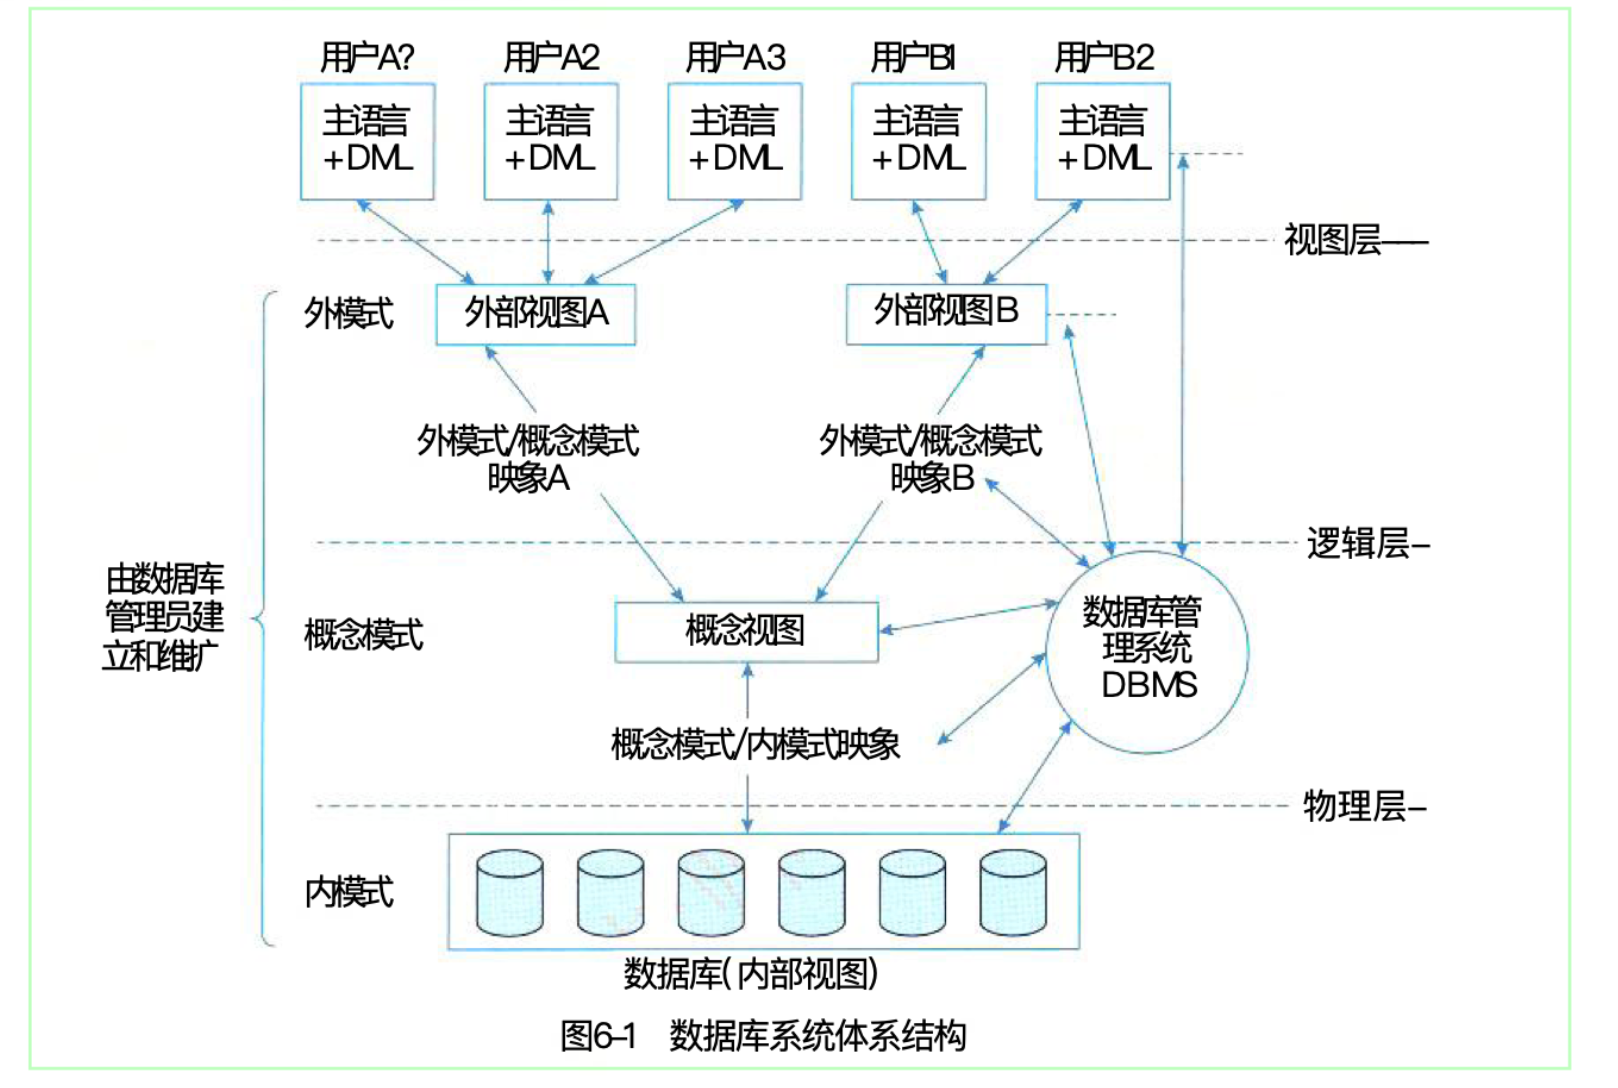 用户A?
用户A2
用户A3
用户B1
用户B2
主语言
+DML
主语言
+DML
主语言
+DML
主语言
+DML
主语言
+DML
视图层——
外模式
外部视图A
外部视图B
外模式/概念模式
映象A
外模式/概念模式
映象B
逻辑层–
由数据库
管理员建
立和维扩
概念模式
概念视图
数据库管
理系统
DBMS
概念模式/内模式映象
物理层–
内模式
数据库(内部视图)
图6–1 数据库系统体系结构